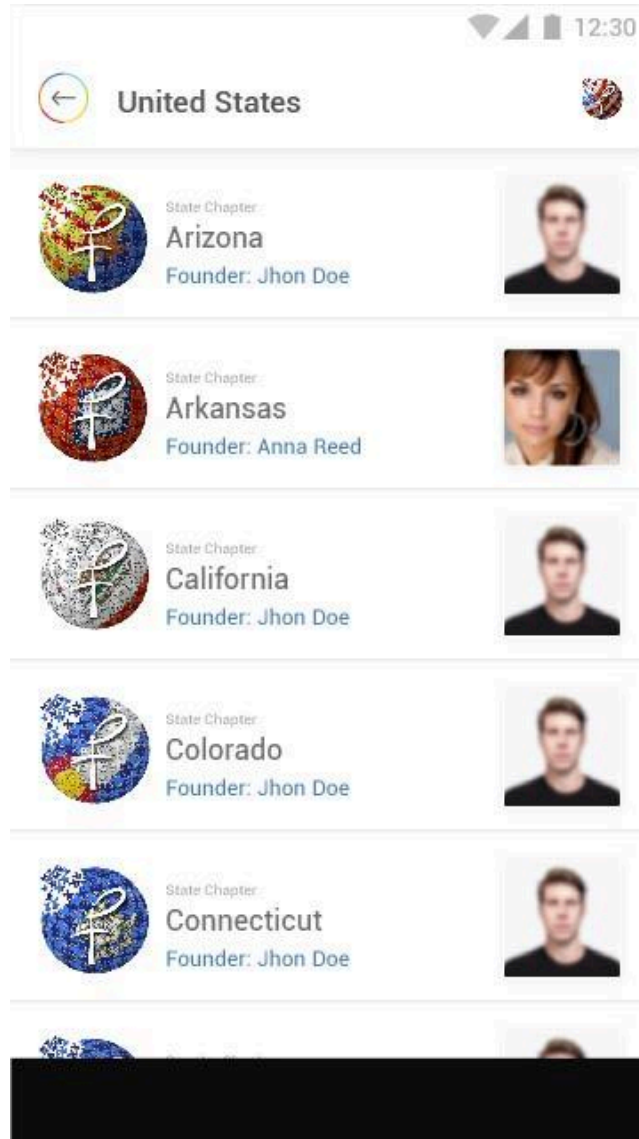 12:30
United States
State Chapter
Arizona
Founder: Jhon Doe
State Chapter
Arkansas
Founder: Anna Reed
State Chapter
California
Founder: Jhon Doe
State Chapter
Colorado
Founder: Jhon Doe
State Chapter
Connecticut
Founder: Jhon Doe